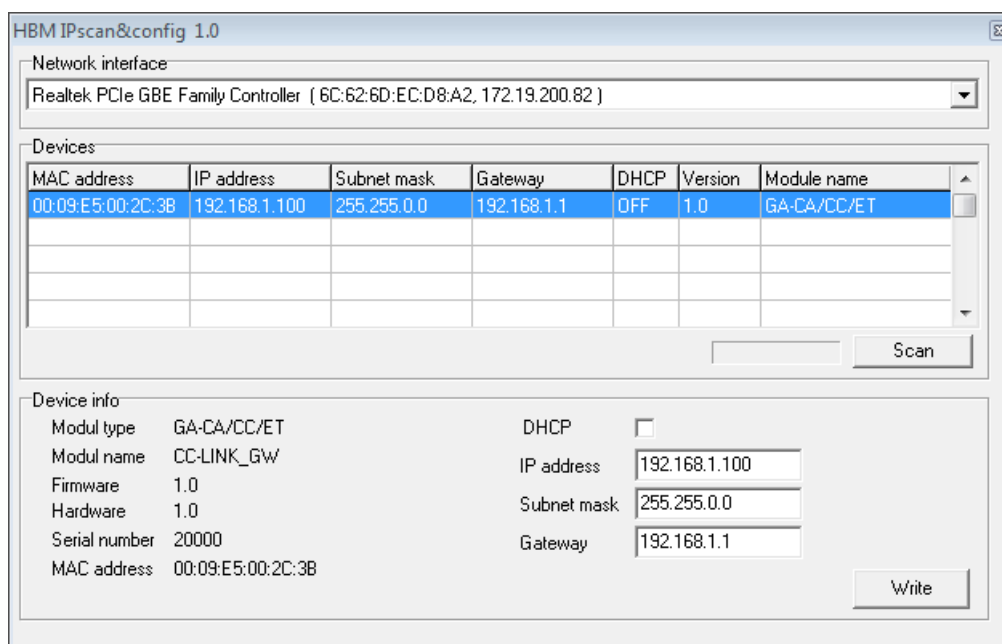 HBM IPscan&config 1.0
Network interface
Realtek PCIe GBE Family Controller ( 6C:62:6D:EC:D8:A2, 172.19.200.82 )
Devices
MAC address IP address Subnet mask Gateway DHCP Version Module name
00:09:E5:00:2C:3B 192.168.1.100 255.255.0.0 192.168.1.1 OFF 1.0 GA-CA/CC/ET
Scan
Device info
Modul type GA-CA/CC/ET DHCP
Modul name CC-LINK_GW IP address 192.168.1.100
Firmware 1.0
Hardware 1.0 Subnet mask 255.255.0.0
Serial number 20000 Gateway 192.168.1.1
MAC address 00:09:E5:00:2C:3B
Write